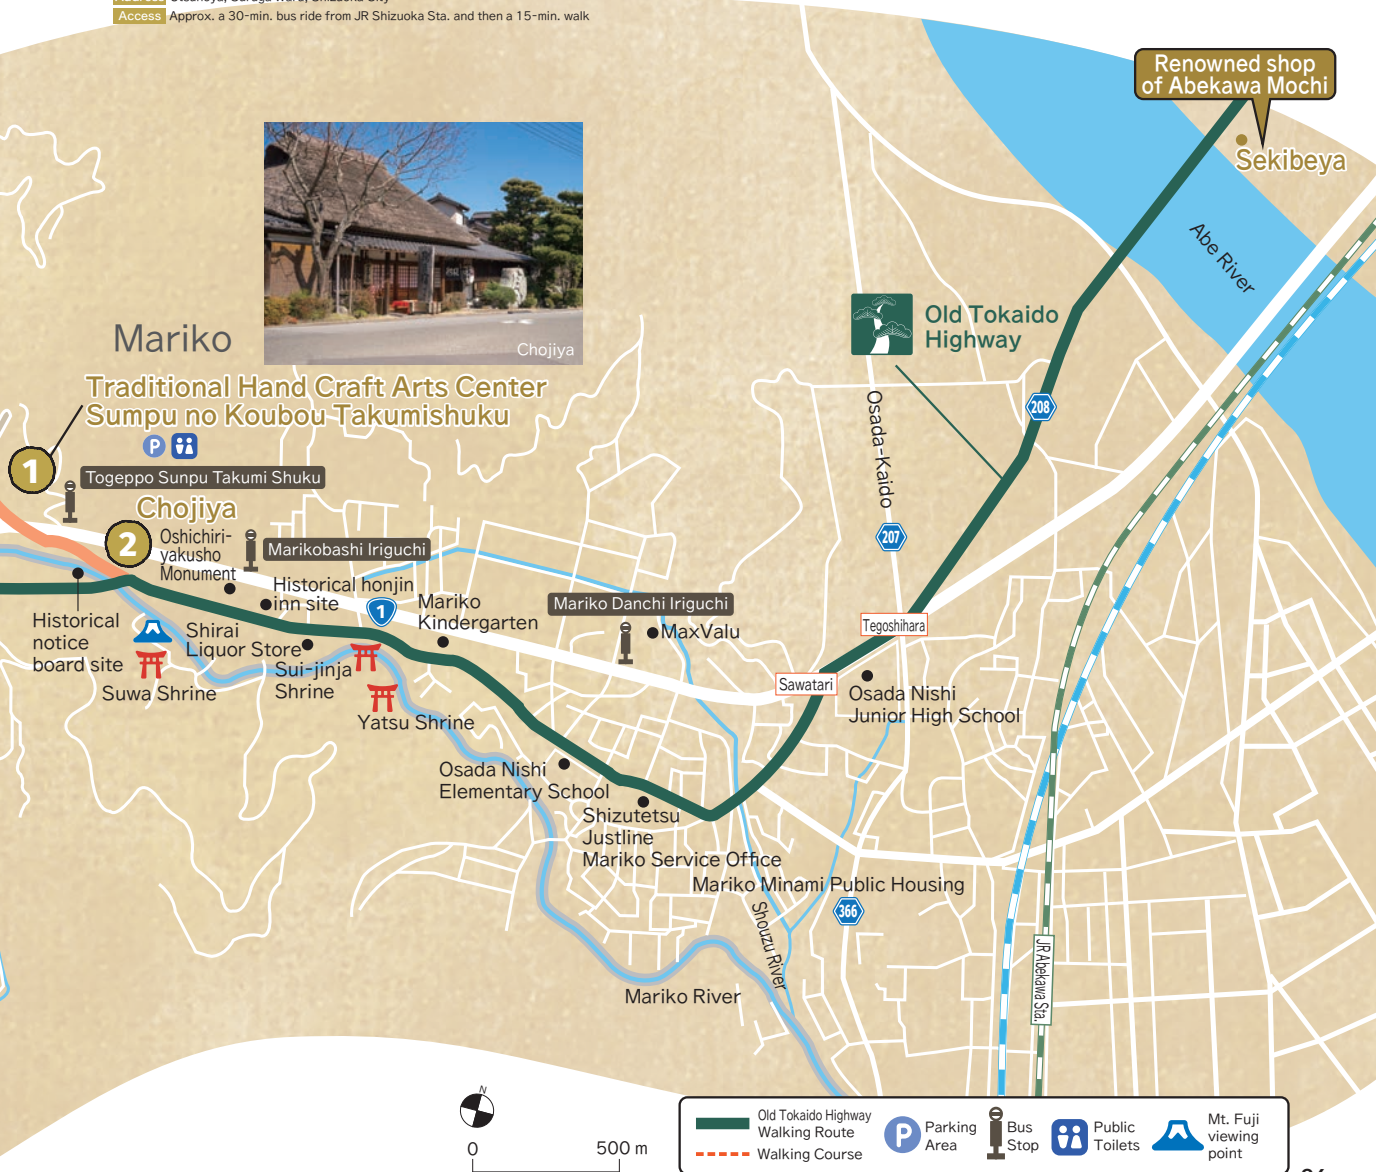 Access Approx. a 30-min. bus ride from JR Shizuoka Sta. and then a 15-min. walk
Renowned shop
of Abekawa Mochi
Sekibeya
Abe River
Chojiya
Mariko
Old Tokaido
Highway
Traditional Hand Craft Arts Center
Sumpu no Koubou Takumishuku
208
Osada-Kaido
P
1
Togeppo Sunpu Takumi Shuku
Chojiya
207
2
Oshichiri-
yakusho
Monument
Marikobashi Iriguchi
Historical honjin
inn site
1
Mariko
Kindergarten
Mariko Danchi Iriguchi
MaxValu
Tegoshihara
Historical
notice
board site
Shirai
Liquor Store
Sui-jinja
Shrine
Suwa Shrine
Yatsu Shrine
Sawatari
Osada Nishi
Junior High School
Osada Nishi
Elementary School
Shizutetsu
Justline
Mariko Service Office
Mariko Minami Public Housing
366
Shouzu River
JR Abekawa Sta.
Mariko River
N
0 500 m
Old Tokaido Highway
Walking Route
Walking Course
P
Parking
Area
Bus
Stop
Public
Toilets
Mt. Fuji
viewing
point